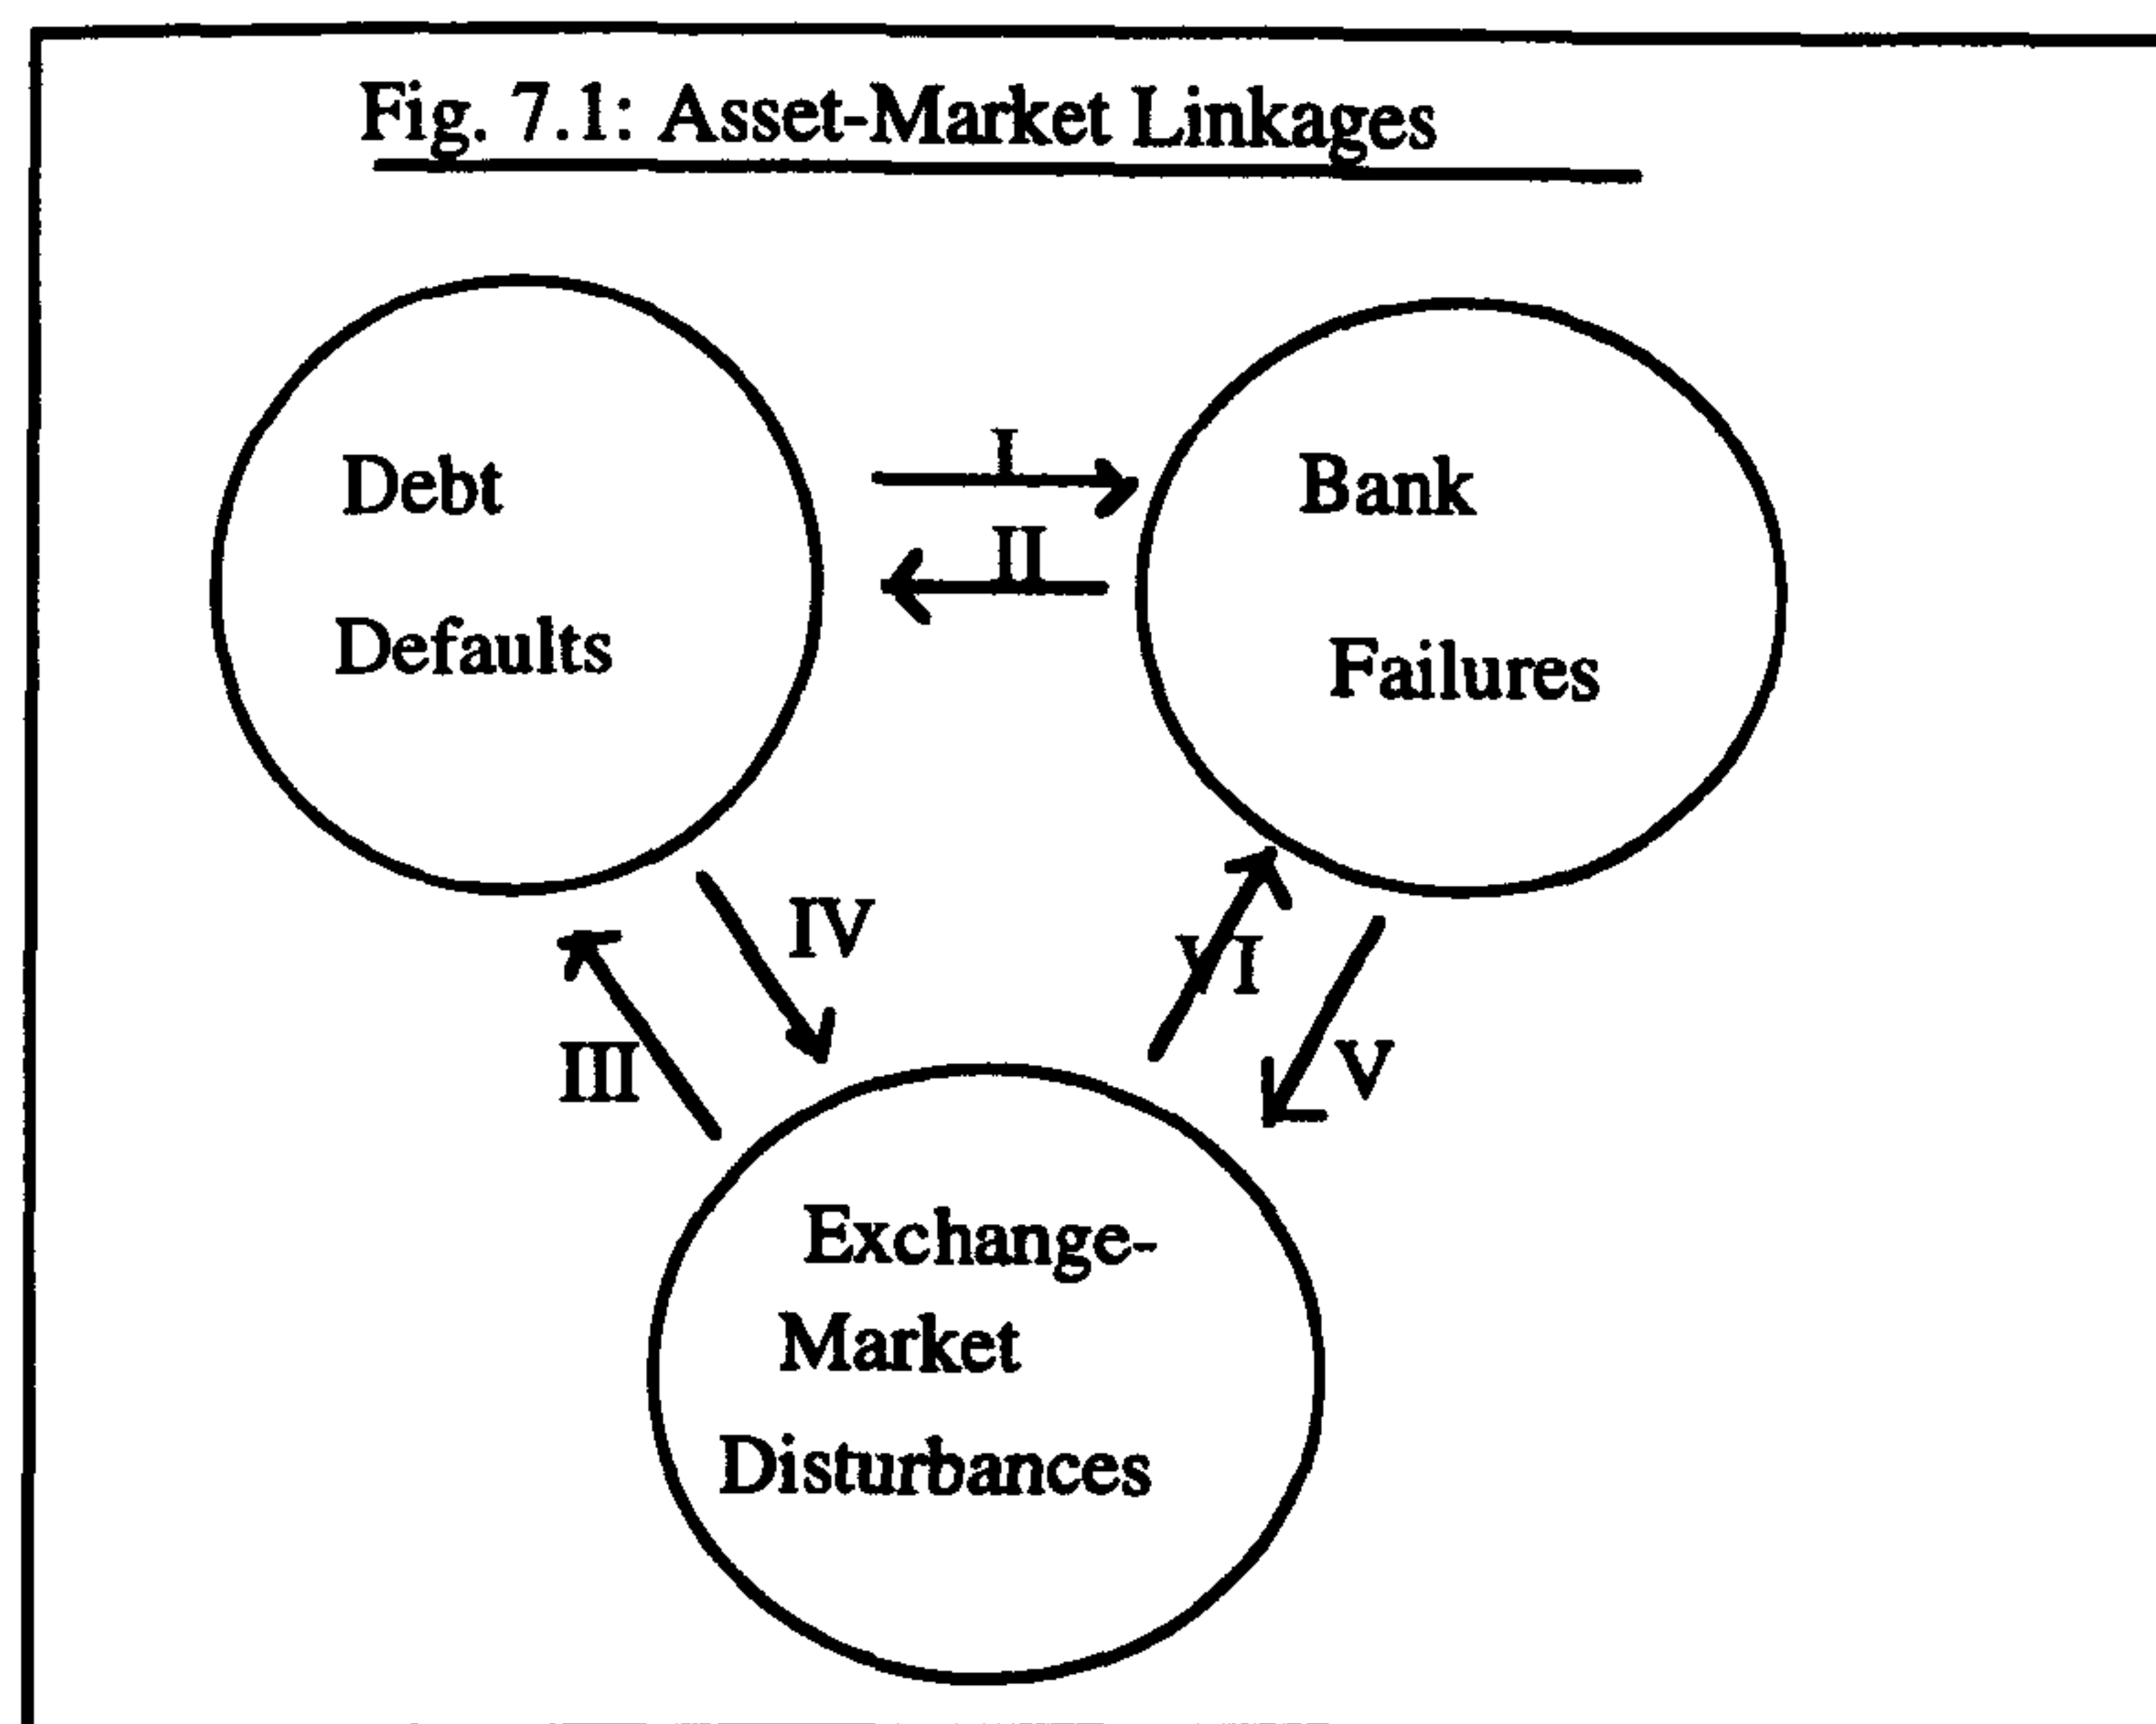 Fig. 7.1: Asset-Market Linkages
Debt
Defaults
I
II
Bank
Failures
IV
III
VI
V
Exchange-
Market
Disturbances